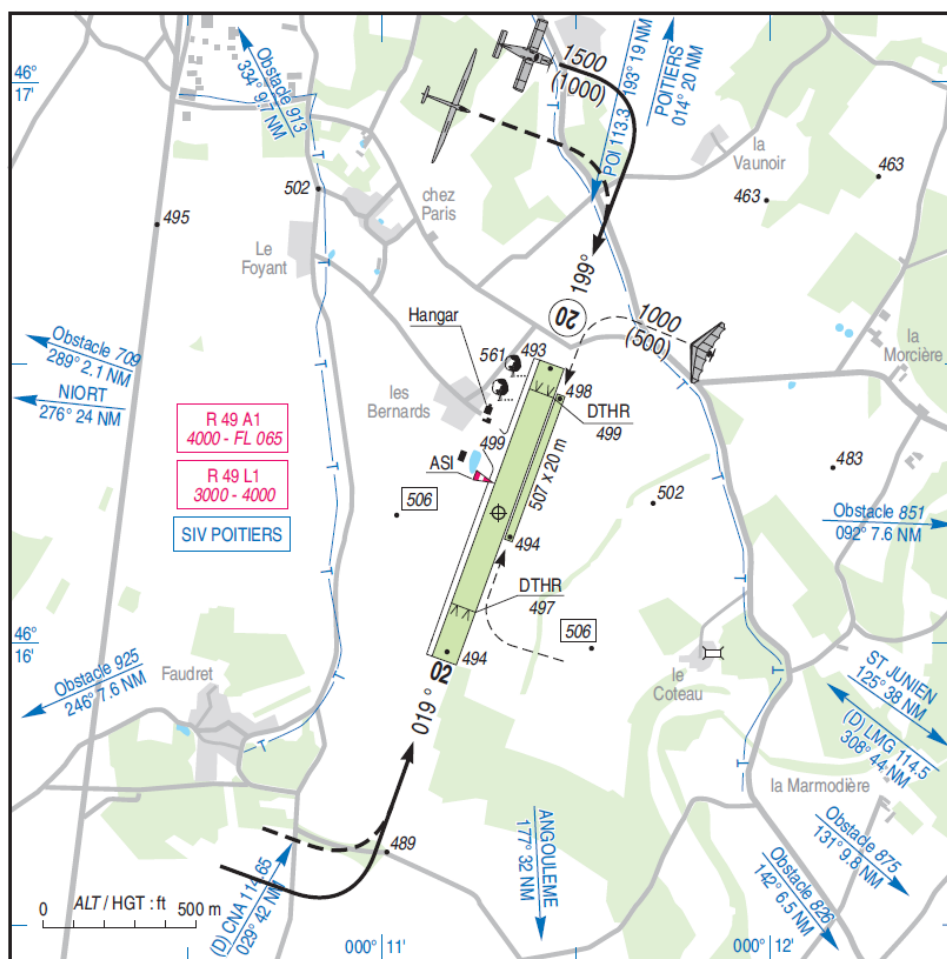 46°
17'
Obstacle 913
334° 9.7 NM
1500
(1000)
POI 113.3
193° 19 NM
POITIERS
014° 20 NM
la
Vaunoir
463
463
502
495
chez
Paris
Le
Foyant
199°
20
1000
(500)
Hangar
561
493
la
Morcière
Obstacle 709
289° 2.1 NM
NIORT
276° 24 NM
les
Bernards
498
DTHR
499
R 49 A1
4000 - FL 065
R 49 L1
3000 - 4000
SIV POITIERS
499
ASI
506
507 x 20 m
502
483
Obstacle 851
092° 7.6 NM
494
DTHR
497
506
46°
16'
494
02
019°
le
Coteau
Obstacle 925
246° 7.6 NM
Faudret
ST JUNIEN
125° 38 NM
(D) LMG 114.5
308° 44 NM
la Marmodière
Obstacle 875
131° 9.8 NM
Obstacle 826
142° 6.5 NM
489
ANGOULEME
177° 32 NM
(D) CNA 114.65
029° 42 NM
ALT / HGT : ft
0
500 m
000° 11'
000° 12'